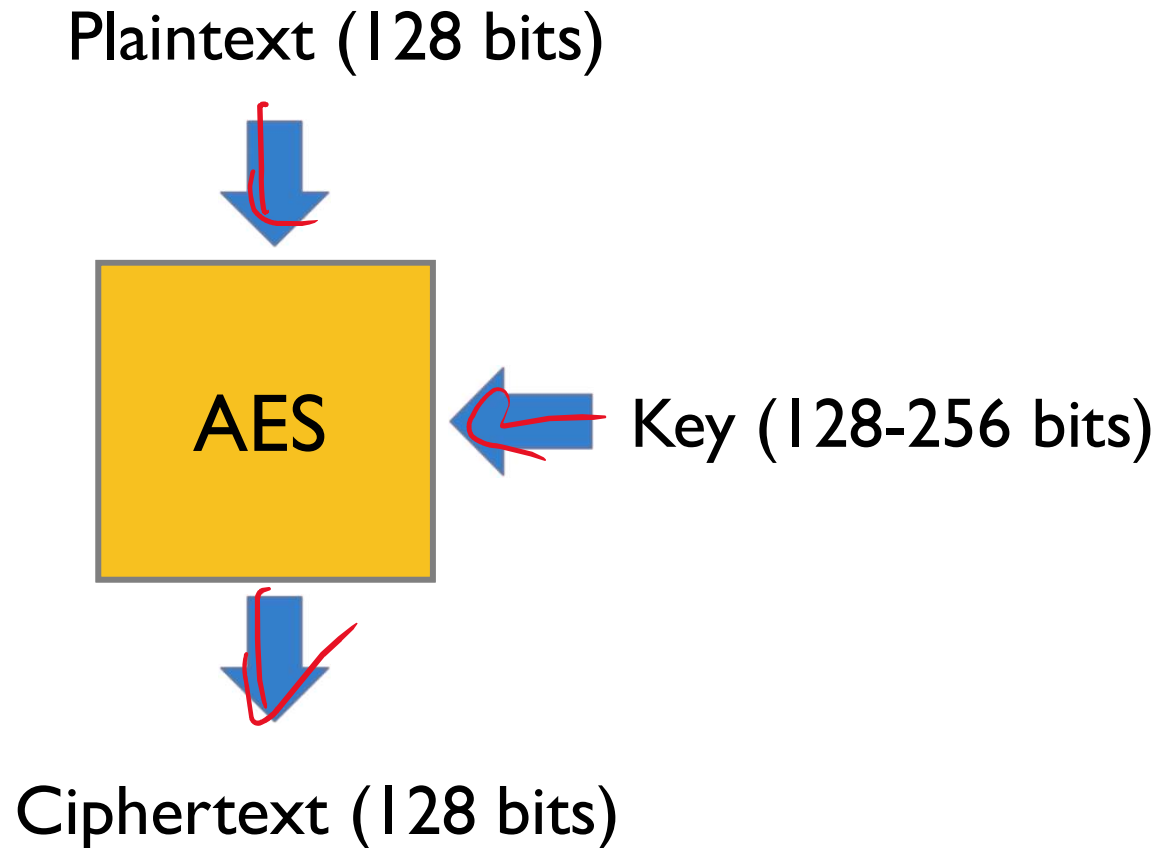 Plaintext (128 bits)
AES
Key (128-256 bits)
Ciphertext (128 bits)